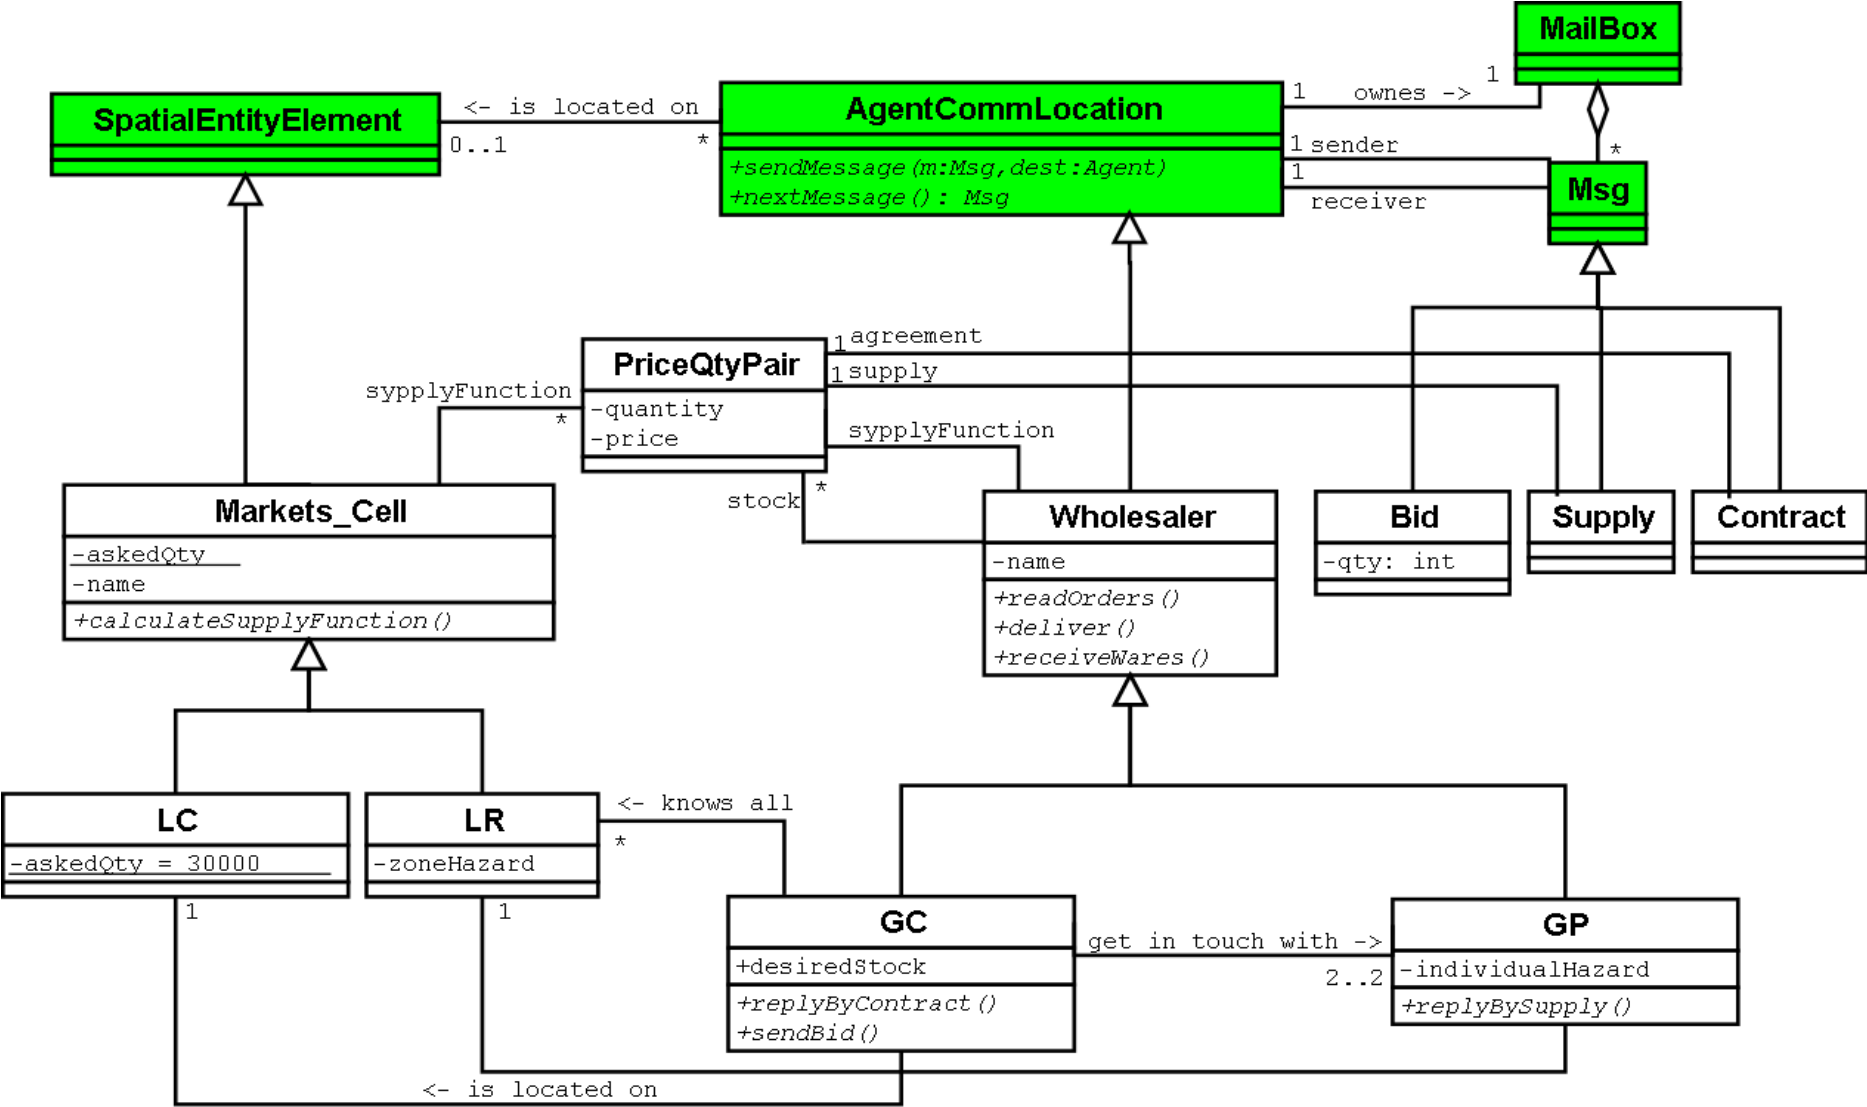 MailBox
1
SpatialEntityElement
<- is located on
0..1
*
AgentCommLocation
+sendMessage(m:Msg,dest:Agent)
+nextMessage(): Msg
1
ownes ->
1 sender
1
receiver
*
Msg
PriceQtyPair
-quantity
-price
1 agreement
1 supply
sypplyFunction
*
sypplyFunction
stock
*
Markets_Cell
-askedQty
-name
+calculateSupplyFunction()
Wholesaler
-name
+readOrders()
+deliver()
+receiveWares()
Bid
-qty: int
Supply
Contract
LC
-askedQty = 30000
1
LR
-zoneHazard
1
<- knows all
*
GC
+desiredStock
+replyByContract()
+sendBid()
get in touch with ->
2..2
GP
-individualHazard
+replyBySupply()
<- is located on